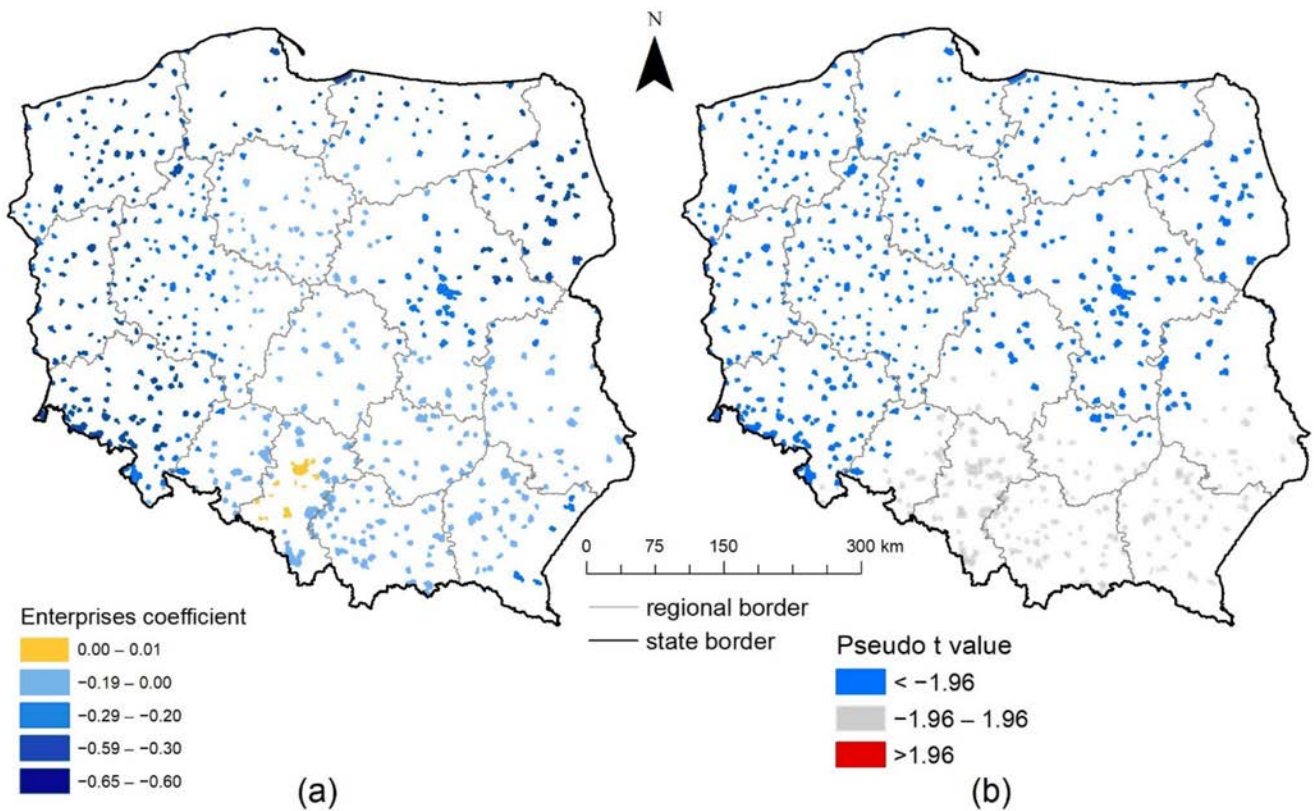 N
0 75 150 300 km
regional border
state border
Enterprises coefficient
0.00 – 0.01
−0.19 – 0.00
−0.29 – −0.20
−0.59 – −0.30
−0.65 – −0.60
(a)
Pseudo t value
< −1.96
−1.96 – 1.96
>1.96
(b)